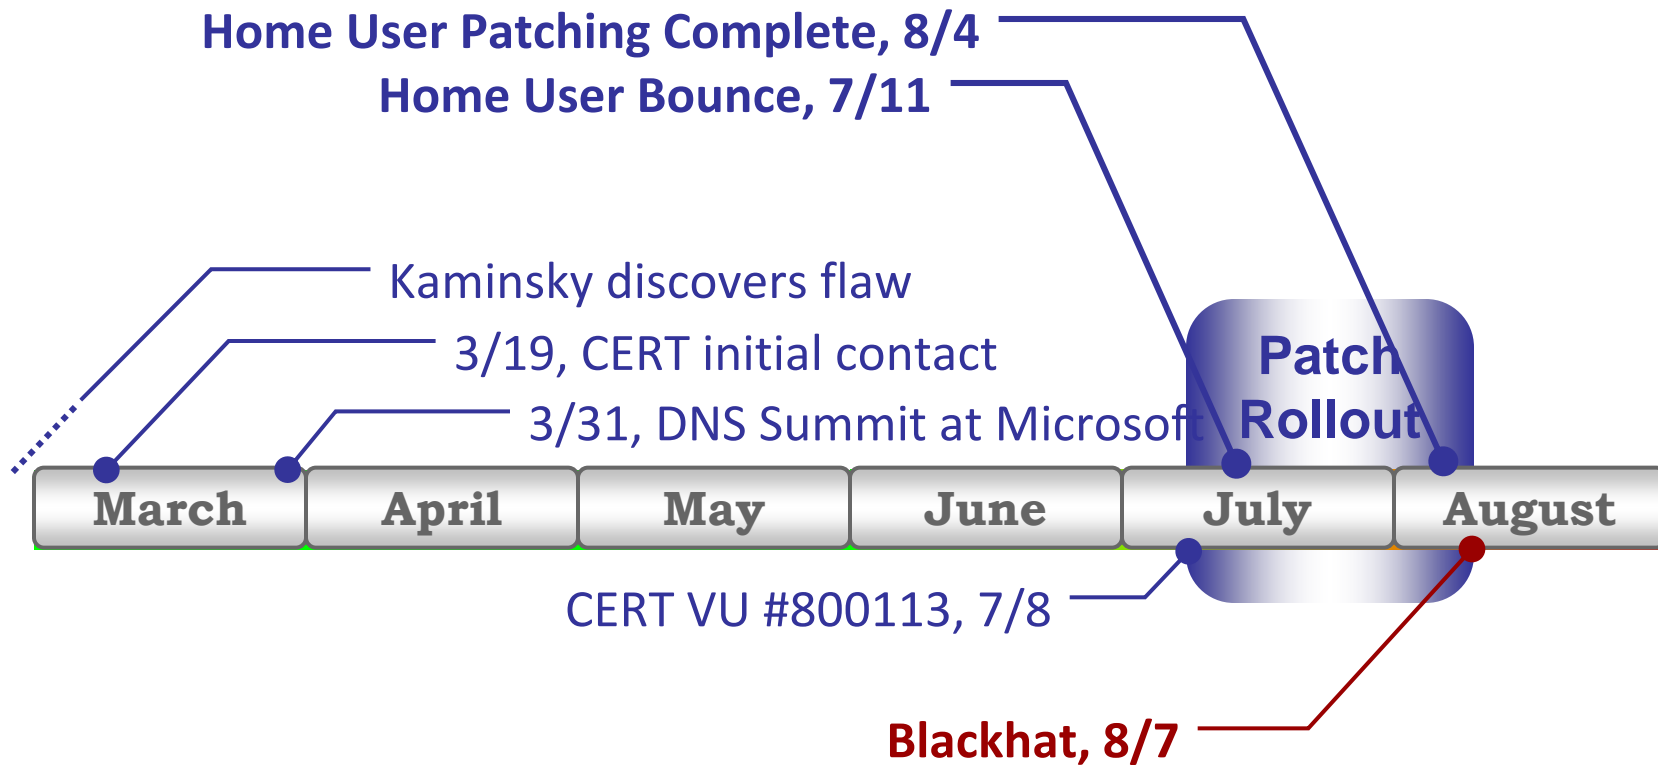 Home User Patching Complete, 8/4
Home User Bounce, 7/11
Kaminsky discovers flaw
3/19, CERT initial contact
3/31, DNS Summit at Microsoft
Patch
Rollout
March
April
May
June
July
August
CERT VU #800113, 7/8
Blackhat, 8/7